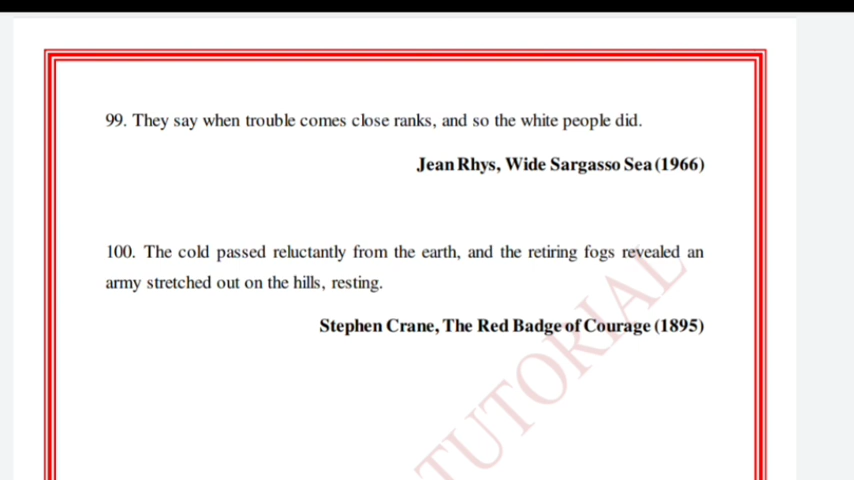 99. They say when trouble comes close ranks, and so the white people did.
Jean Rhys, Wide Sargasso Sea (1966)
100. The cold passed reluctantly from the earth, and the retiring fogs revealed an
army stretched out on the hills, resting.
Stephen Crane, The Red Badge of Courage (1895)
TUTORIAL